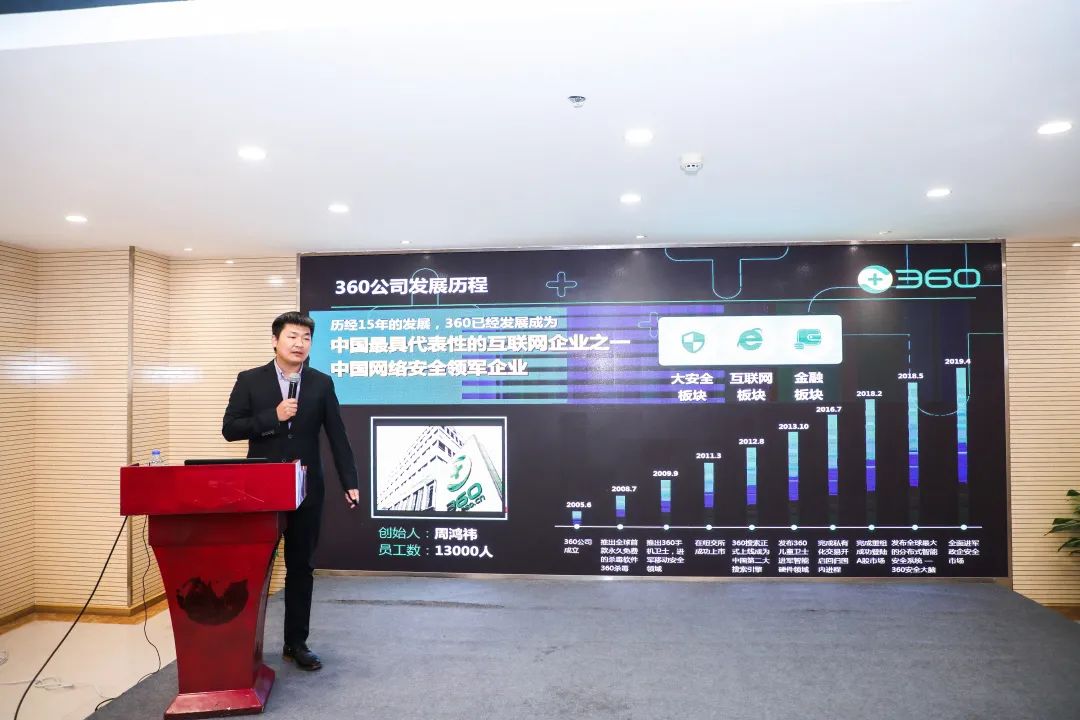 360公司发展历程
360
历经15年的发展，360已经发展成为
中国最具代表性的互联网企业之一
中国网络安全领军企业
大安全
板块
互联网
板块
金融
板块
360
创始人：周鸿祎
员工数：13000人
2005.6
2008.7
2009.9
2011.3
2012.8
2013.10
2016.7
2018.2
2018.5
2019.4
360公司
成立
推出全球首
款永久免费
的杀毒软件
360杀毒
推出360手
机卫士，进
军移动安全
领域
在纽交所
成功上市
360搜索正
式上线成为
中国第二大
搜索引擎
发布360
儿童卫士
进军智能
硬件领域
完成私有
化交易开
启回归国
内进程
完成重组
成功登陆
A股市场
发布全球最大
的分布式智能
安全系统 —
360安全大脑
全面进军
政企安全
市场